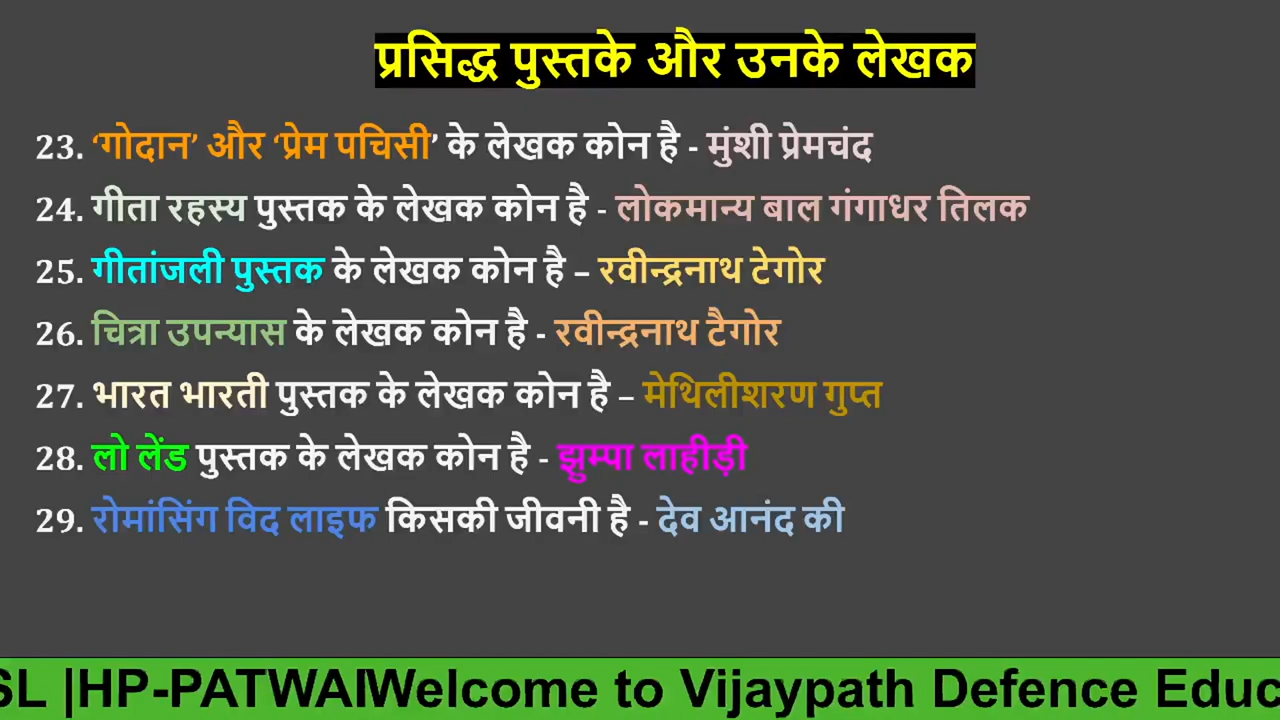 प्रसिद्ध पुस्तके और उनके लेखक
23. ‘गोदान’ और ‘प्रेम पचिसी’ के लेखक कोन है - मुंशी प्रेमचंद
24. गीता रहस्य पुस्तक के लेखक कोन है - लोकमान्य बाल गंगाधर तिलक
25. गीतांजली पुस्तक के लेखक कोन है – रवीन्द्रनाथ टेगोर
26. चित्रा उपन्यास के लेखक कोन है - रवीन्द्रनाथ टैगोर
27. भारत भारती पुस्तक के लेखक कोन है – मेथिलीशरण गुप्त
28. लो लेंड पुस्तक के लेखक कोन है - झुम्पा लाहीड़ी
29. रोमांसिंग विद लाइफ किसकी जीवनी है - देव आनंद की
SL |HP-PATWAIWelcome to Vijaypath Defence Educ